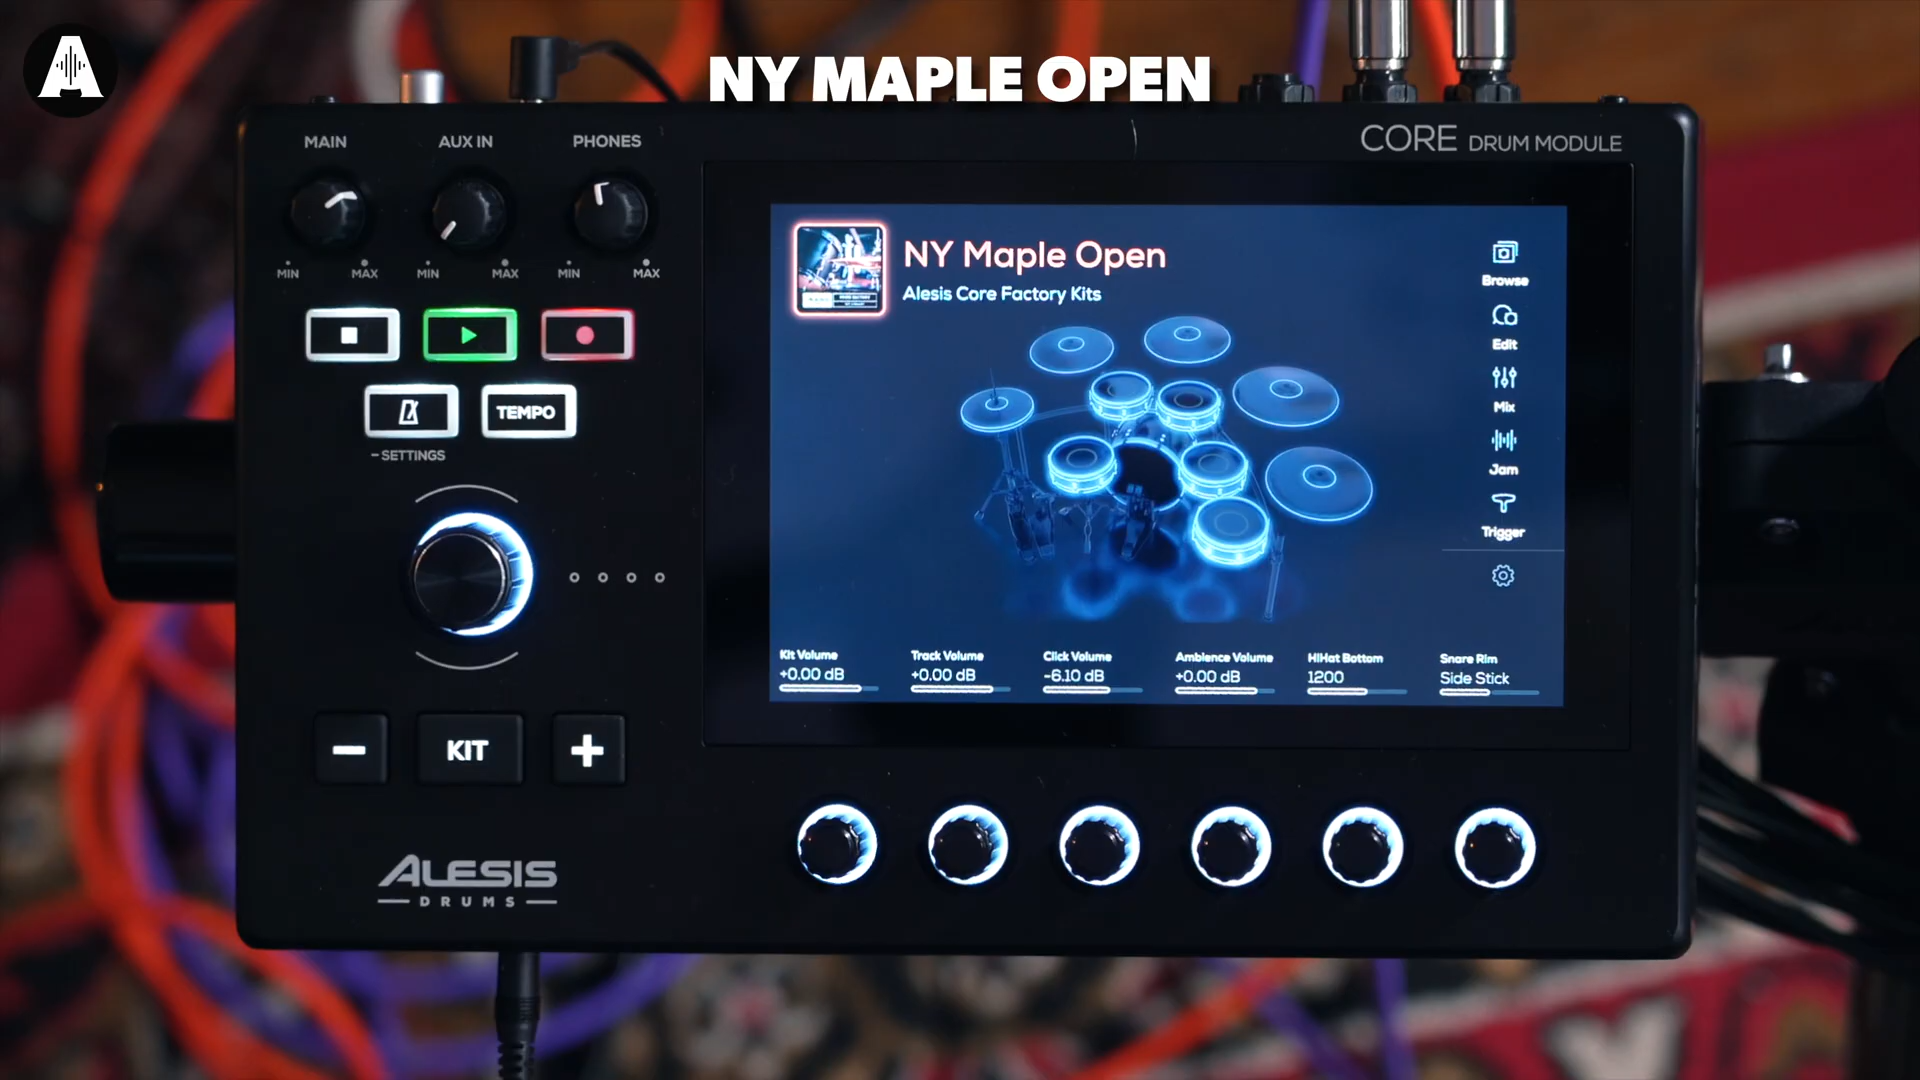 NY MAPLE OPEN
MAIN
AUX IN
PHONES
CORE DRUM MODULE
MIN MAX MIN MAX MIN MAX
NY Maple Open
Alesis Core Factory Kits
Browse
Edit
Mix
Jam
Trigger
TEMPO
SETTINGS
Kit Volume
+0.00 dB
Track Volume
+0.00 dB
Click Volume
-6.10 dB
Ambience Volume
+0.00 dB
HiHat Bottom
1200
Snare Rim
Side Stick
KIT
ALESIS
DRUMS